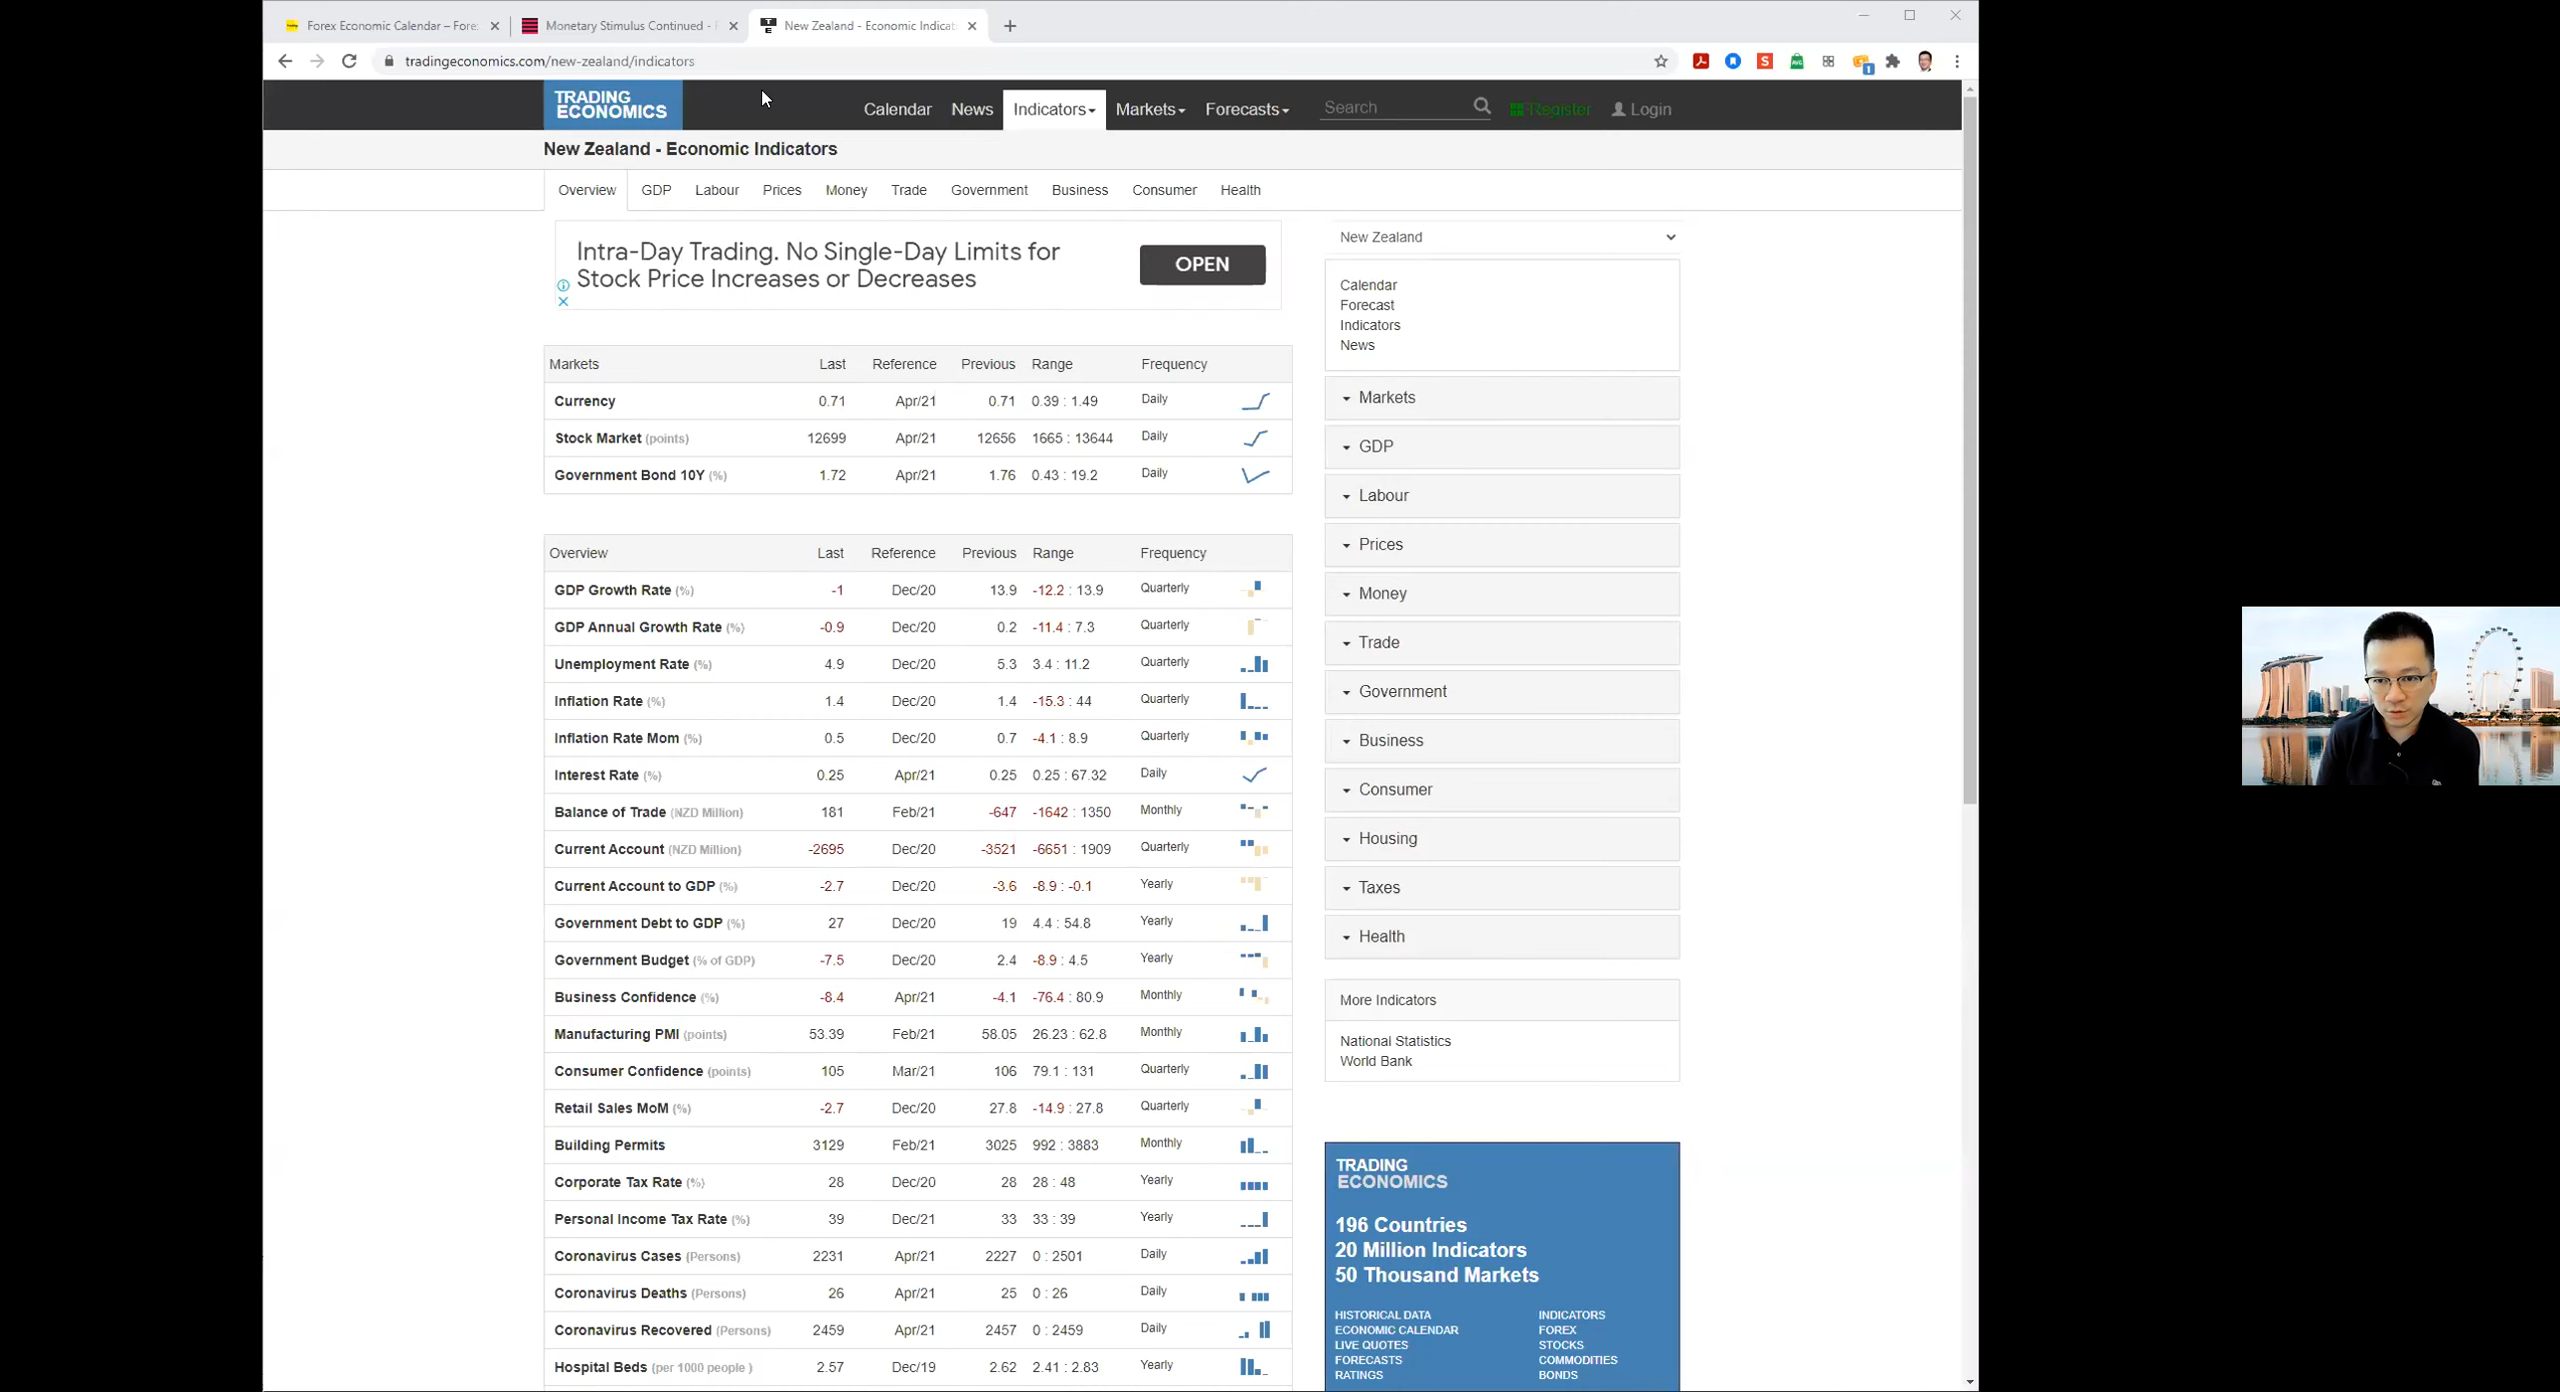 Forex Economic Calendar – Fore
Monetary Stimulus Continued -
New Zealand - Economic Indicat
tradingeconomics.com/new-zealand/indicators
TRADING
ECONOMICS
Calendar News Indicators Markets Forecasts Search Register Login
New Zealand - Economic Indicators
Overview GDP Labour Prices Money Trade Government Business Consumer Health
Intra-Day Trading. No Single-Day Limits for
Stock Price Increases or Decreases
OPEN
Markets Last Reference Previous Range Frequency
Currency 0.71 Apr/21 0.71 0.39 : 1.49 Daily
Stock Market (points) 12699 Apr/21 12656 1665 : 13644 Daily
Government Bond 10Y (%) 1.72 Apr/21 1.76 0.43 : 19.2 Daily
Overview Last Reference Previous Range Frequency
GDP Growth Rate (%) -1 Dec/20 13.9 -12.2 : 13.9 Quarterly
GDP Annual Growth Rate (%) -0.9 Dec/20 0.2 -11.4 : 7.3 Quarterly
Unemployment Rate (%) 4.9 Dec/20 5.3 3.4 : 11.2 Quarterly
Inflation Rate (%) 1.4 Dec/20 1.4 -15.3 : 44 Quarterly
Inflation Rate Mom (%) 0.5 Dec/20 0.7 -4.1 : 8.9 Quarterly
Interest Rate (%) 0.25 Apr/21 0.25 0.25 : 67.32 Daily
Balance of Trade (NZD Million) 181 Feb/21 -647 -1642 : 1350 Monthly
Current Account (NZD Million) -2695 Dec/20 -3521 -6651 : 1909 Quarterly
Current Account to GDP (%) -2.7 Dec/20 -3.6 -8.9 : -0.1 Yearly
Government Debt to GDP (%) 27 Dec/20 19 4.4 : 54.8 Yearly
Government Budget (% of GDP) -7.5 Dec/20 2.4 -8.9 : 4.5 Yearly
Business Confidence (%) -8.4 Apr/21 -4.1 -76.4 : 80.9 Monthly
Manufacturing PMI (points) 53.39 Feb/21 58.05 26.23 : 62.8 Monthly
Consumer Confidence (points) 105 Mar/21 106 79.1 : 131 Quarterly
Retail Sales MoM (%) -2.7 Dec/20 27.8 -14.9 : 27.8 Quarterly
Building Permits 3129 Feb/21 3025 992 : 3883 Monthly
Corporate Tax Rate (%) 28 Dec/20 28 28 : 48 Yearly
Personal Income Tax Rate (%) 39 Dec/21 33 33 : 39 Yearly
Coronavirus Cases (Persons) 2231 Apr/21 2227 0 : 2501 Daily
Coronavirus Deaths (Persons) 26 Apr/21 25 0 : 26 Daily
Coronavirus Recovered (Persons) 2459 Apr/21 2457 0 : 2459 Daily
Hospital Beds (per 1000 people ) 2.57 Dec/19 2.62 2.41 : 2.83 Yearly
New Zealand
Calendar
Forecast
Indicators
News
Markets
GDP
Labour
Prices
Money
Trade
Government
Business
Consumer
Housing
Taxes
Health
More Indicators
National Statistics
World Bank
TRADING
ECONOMICS
196 Countries
20 Million Indicators
50 Thousand Markets
HISTORICAL DATA INDICATORS
ECONOMIC CALENDAR FOREX
LIVE QUOTES STOCKS
FORECASTS COMMODITIES
RATINGS BONDS